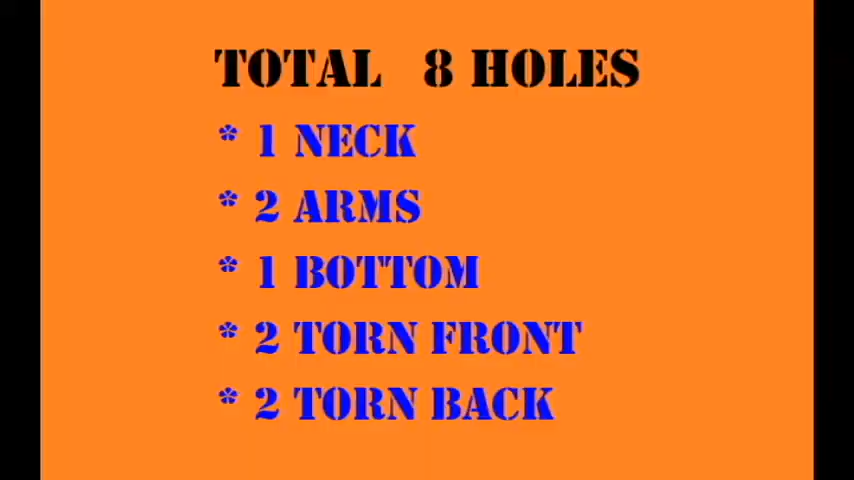 TOTAL 8 HOLES
* 1 NECK
* 2 ARMS
* 1 BOTTOM
* 2 TORN FRONT
* 2 TORN BACK